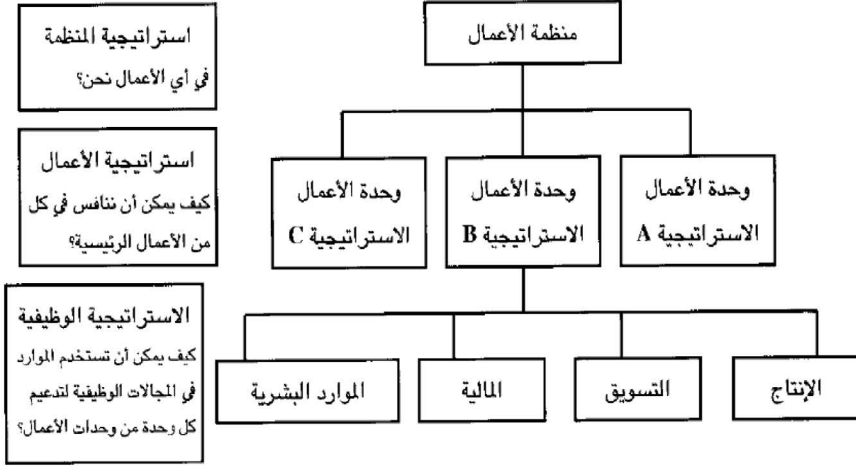 منظمة الأعمال
استراتيجية المنظمة
في أي الأعمال نحن؟
وحدة الأعمال
الاستراتيجية A
وحدة الأعمال
الاستراتيجية B
وحدة الأعمال
الاستراتيجية C
استراتيجية الأعمال
كيف يمكن أن ننافس في كل
من الأعمال الرئيسية؟
الإنتاج
التسويق
المالية
الموارد البشرية
الاستراتيجية الوظيفية
كيف يمكن أن تستخدم الموارد
في المجالات الوظيفية لتدعيم
كل وحدة من وحدات الأعمال؟